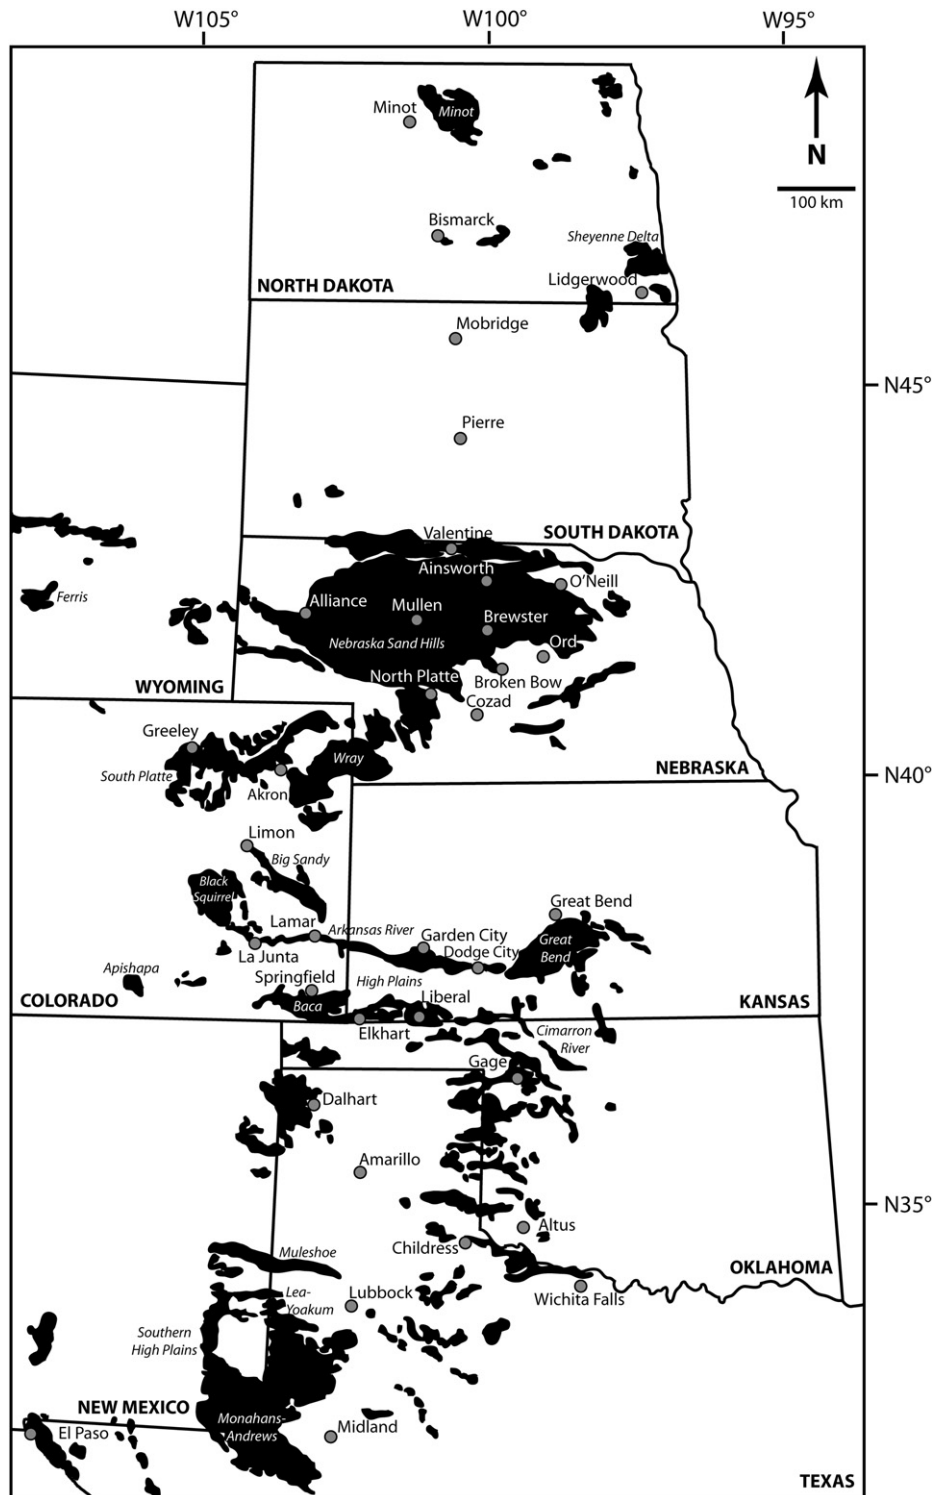 W105°
W100°
W95°
N
100 km
Minot
Minot
Bismarck
Sheyenne Delta
Lidgerwood
NORTH DAKOTA
Mobridge
N45°
Pierre
SOUTH DAKOTA
Valentine
Ainsworth
O'Neill
Ferris
Alliance
Mullen
Brewster
Nebraska Sand Hills
Ord
North Platte
Broken Bow
WYOMING
Cozad
Greeley
Wray
NEBRASKA
South Platte
N40°
Akron
Limon
Big Sandy
Black
Squirrel
Great Bend
Lamar
Arkansas River
Garden City
Great
Bend
La Junta
Dodge City
Apishapa
Springfield
High Plains
COLORADO
Baca
Liberal
KANSAS
Elkhart
Cimarron
River
Gage
Dalhart
Amarillo
N35°
Altus
Childress
Muleshoe
OKLAHOMA
Lea-
Yoakum
Lubbock
Wichita Falls
Southern
High Plains
NEW MEXICO
Monahans-
Andrews
El Paso
Midland
TEXAS